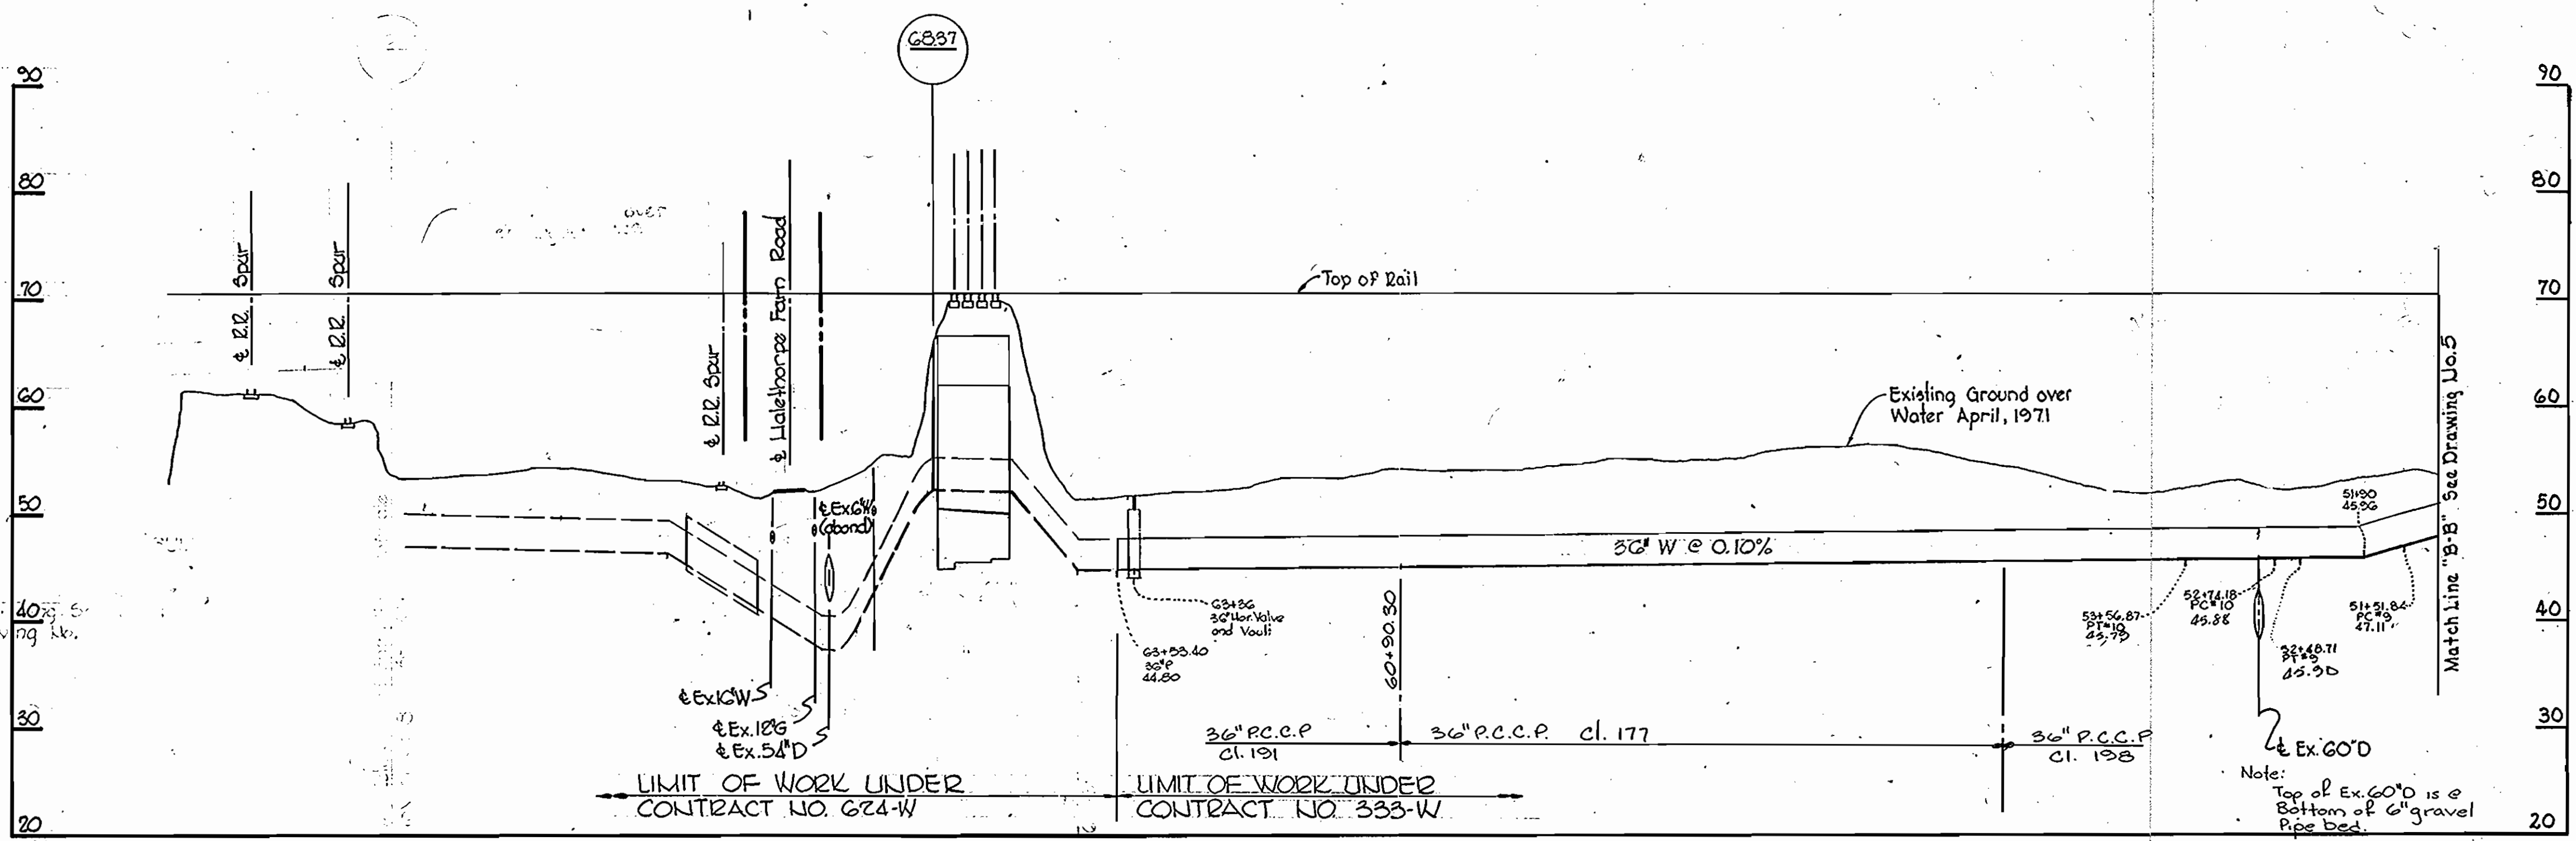 6837
90
80
70
60
50
40
30
20
90
80
70
60
50
40
30
20
over
℄ R.R. Spur
℄ R.R. Spur
℄ R.R. Spur
℄ Halethorpe Farm Road
Top of Rail
Existing Ground over
Water April, 1971
℄ Ex.6"W
(aband)
36" W @ 0.10%
℄ Ex.16"W
℄ Ex.12"G
℄ Ex.54"D
63+36
36" Hor. Valve
and Vault
63+53.40
36"P
44.80
60+90.30
53+56.87
PT#10
45.79
52+74.18
PC#10
45.88
52+48.71
PT#9
45.90
51+90
45.96
51+51.84
PC#9
47.11
Match Line "B-B" See Drawing No.5
36" P.C.C.P
Cl. 191
36" P.C.C.P. Cl. 177
36" P.C.C.P
Cl. 198
℄ Ex. 60"D
Note:
Top of Ex. 60"D is @
Bottom of 6" gravel
Pipe bed.
LIMIT OF WORK UNDER
CONTRACT NO. 624-W
LIMIT OF WORK UNDER
CONTRACT NO. 333-W